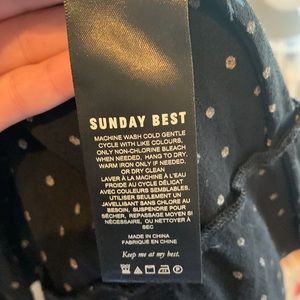 SUNDAY BEST
MACHINE WASH COLD GENTLE
CYCLE WITH LIKE COLOURS,
ONLY NON-CHLORINE BLEACH
WHEN NEEDED, HANG TO DRY.
WARM IRON ONLY IF NEEDED.
OR DRY CLEAN
LAVER À LA MACHINE À L'EAU
FROIDE AU CYCLE DÉLICAT
AVEC COULEURS SEMBLABLES,
UTILISER SEULEMENT UN
JAVELLISANT SANS CHLORE AU
BESOIN, SUSPENDRE POUR
SÉCHER, REPASSAGE MOYEN SI
NÉCESSAIRE, OU NETTOYER À
SEC
MADE IN CHINA
FABRIQUÉ EN CHINE
Keep me at my best.